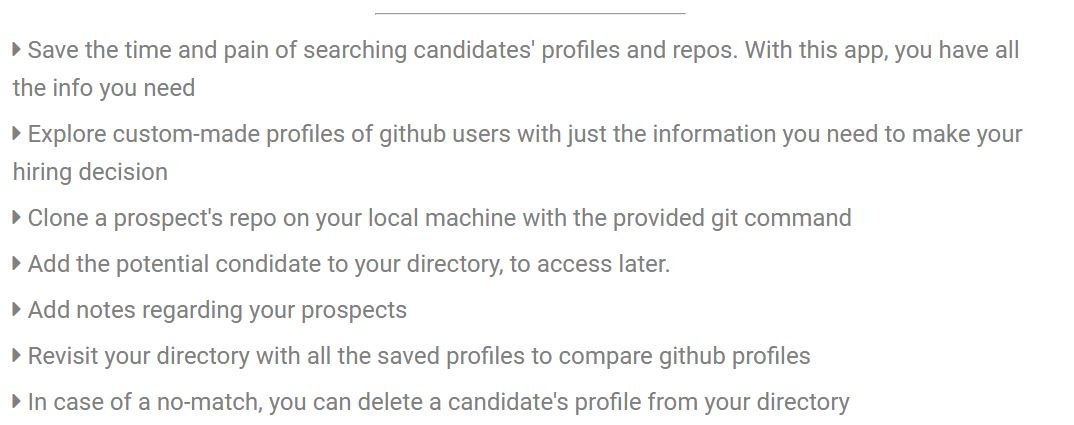 Save the time and pain of searching candidates' profiles and repos. With this app, you have all
the info you need
Explore custom-made profiles of github users with just the information you need to make your
hiring decision
Clone a prospect's repo on your local machine with the provided git command
Add the potential condidate to your directory, to access later.
Add notes regarding your prospects
Revisit your directory with all the saved profiles to compare github profiles
In case of a no-match, you can delete a candidate's profile from your directory